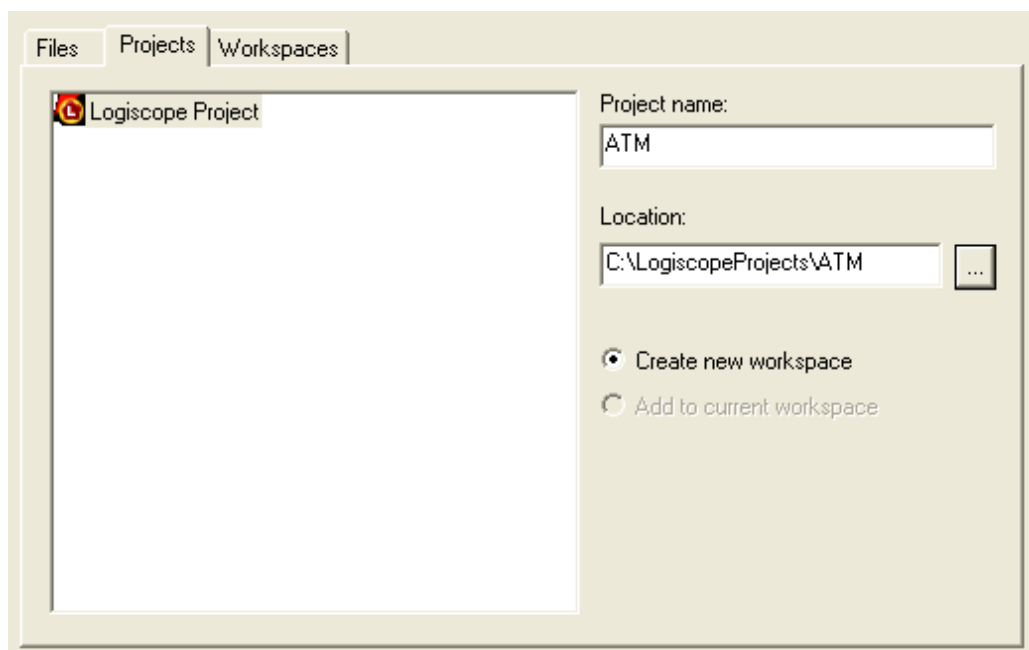 Files Projects Workspaces
Logiscope Project
Project name:
ATM
Location:
C:\LogiscopeProjects\ATM ...
Create new workspace
Add to current workspace